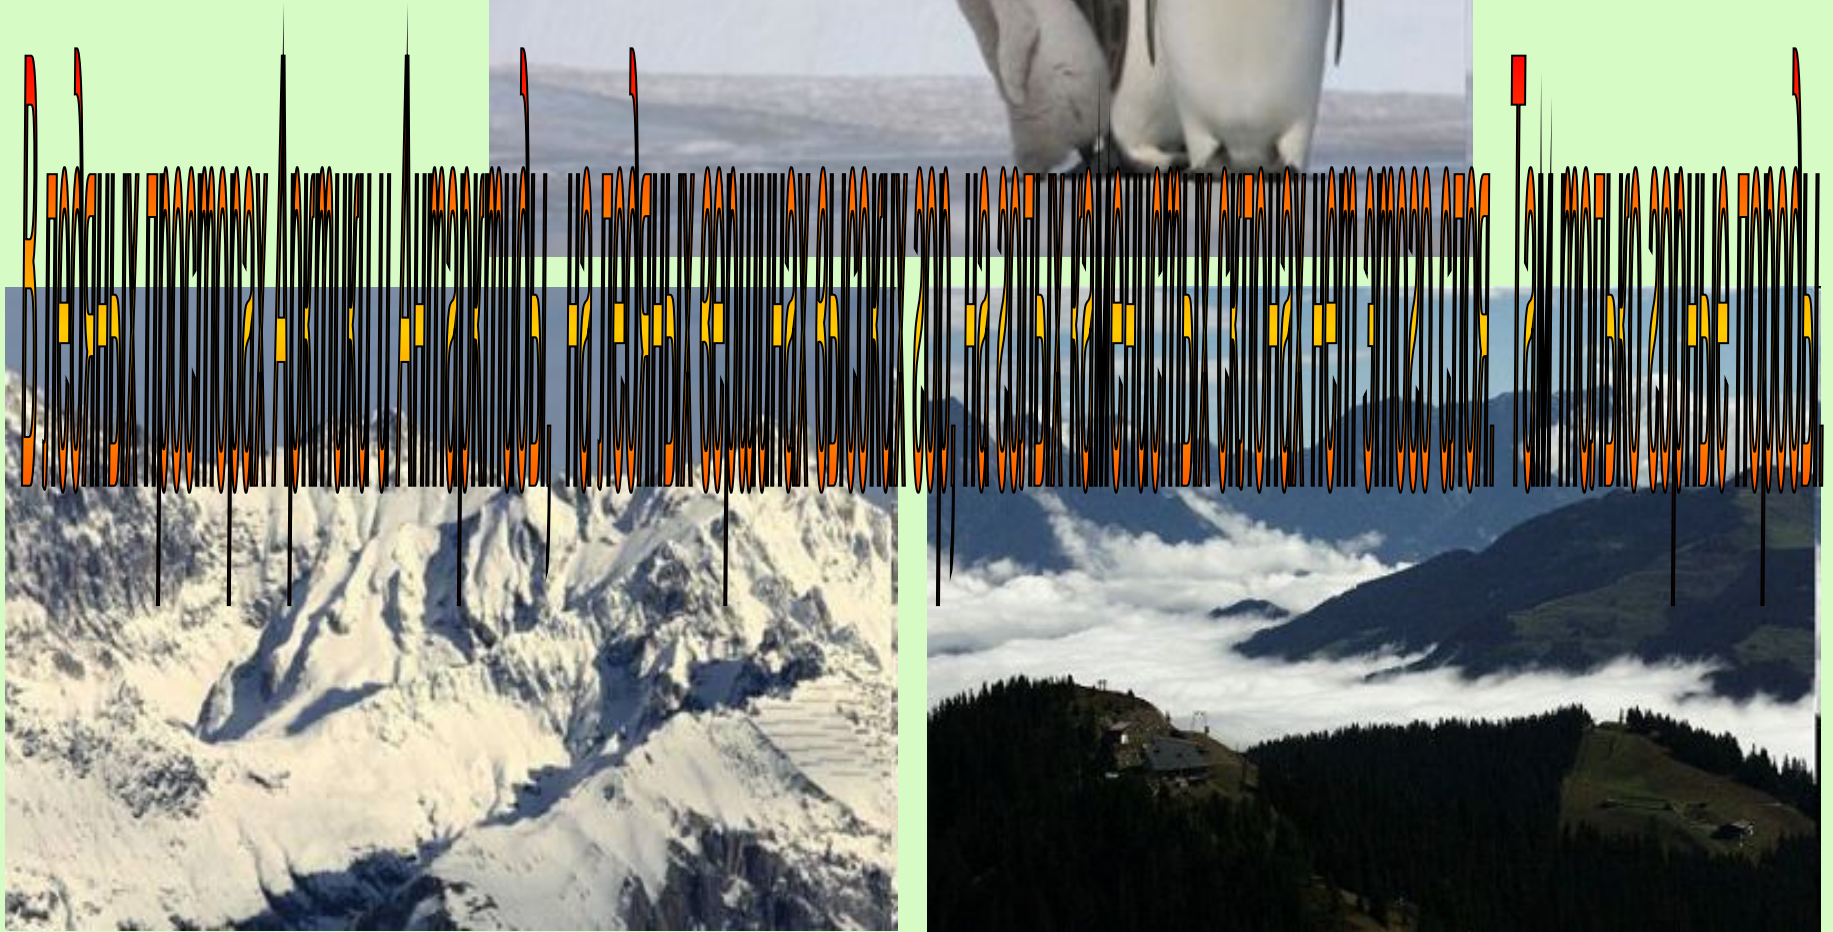 В ледяных просторах Арктики и Антарктиды, на ледяных вершинах высоких гор, на голых каменистых склонах нет этого слоя. Там только горные породы.